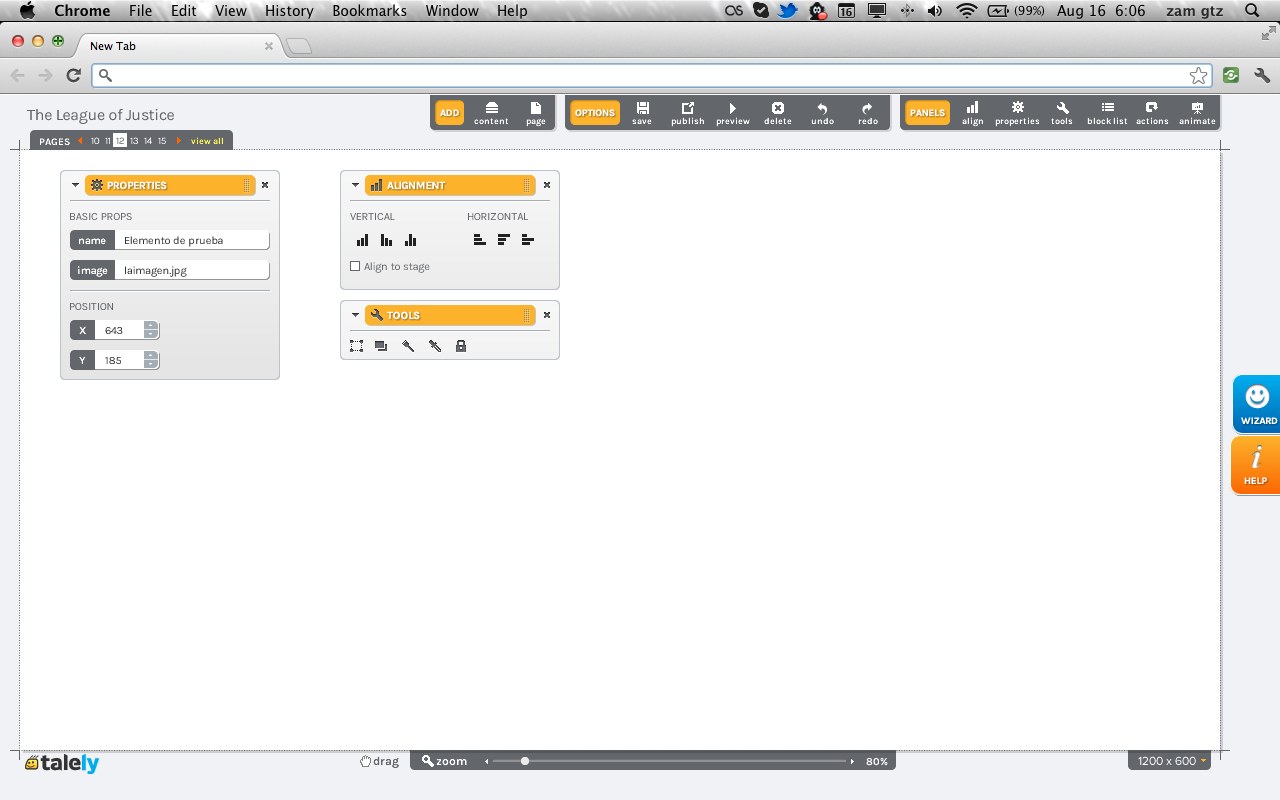 Chrome File Edit View History Bookmarks Window Help
(99%) Aug 16 6:06 zam gtz
16
New Tab
The League of Justice
ADD content page
OPTIONS save publish preview delete undo redo
PANELS align properties tools block list actions animate
PAGES 10 11 12 13 14 15 view all
PROPERTIES
BASIC PROPS
name Elemento de prueba
image laimagen.jpg
POSITION
X 643
Y 185
ALIGNMENT
VERTICAL HORIZONTAL
Align to stage
TOOLS
WIZARD
i
HELP
talely
drag
zoom 80%
1200 x 600